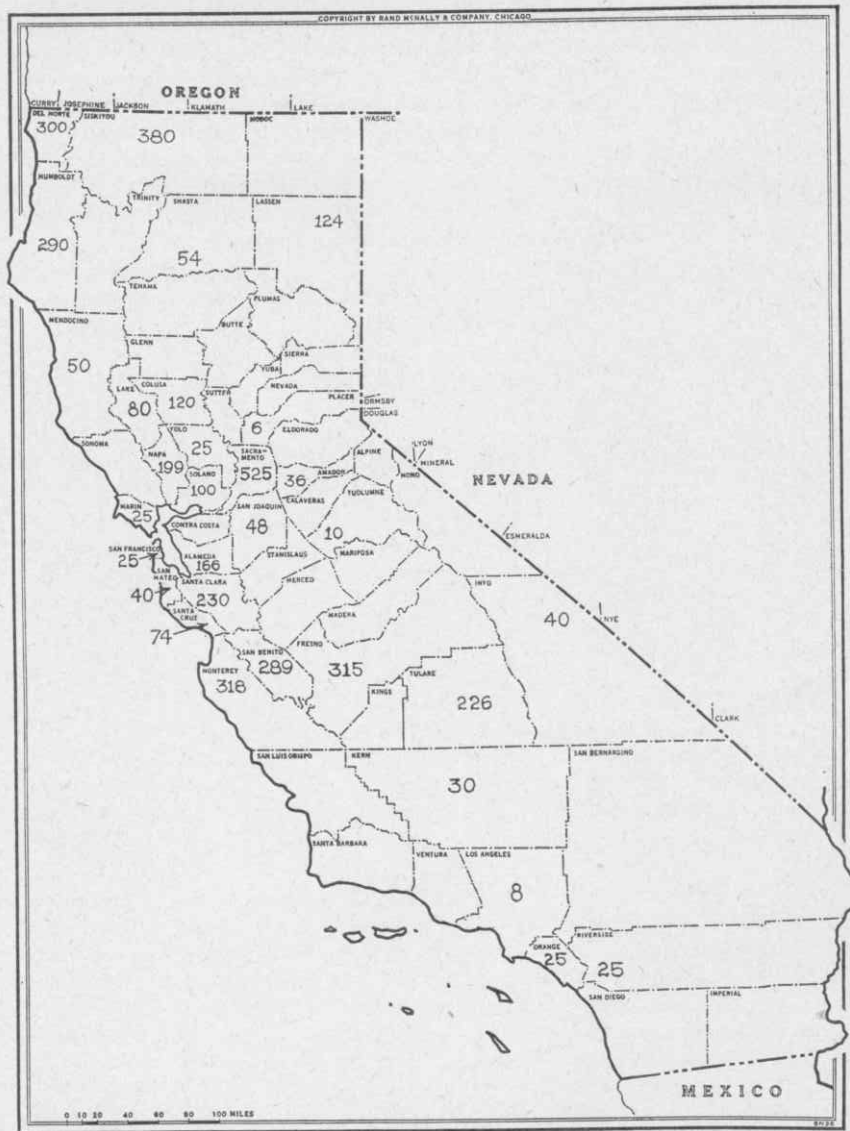 COPYRIGHT BY RAND MCNALLY & COMPANY, CHICAGO
OREGON
CURRY JOSEPHINE JACKSON KLAMATH LAKE
DEL NORTE SISKIYOU MODOC WASHOE
300 380
HUMBOLDT
TRINITY SHASTA LASSEN
124
290 54
TEHAMA
PLUMAS
MENDOCINO
BUTTE
GLENN
SIERRA
50
YUBA
LAKE COLUSA NEVADA
SUTTER PLACER
80 120 ORMSBY
DOUGLAS
6
YOLO ELDORADO
SONOMA 25 LYON
NAPA SACRA-
MENTO ALPINE MINERAL
199 SOLANO 525 36 AMADOR MONO NEVADA
100 CALAVERAS TUOLUMNE
MARIN SAN JOAQUIN
25
CONTRA COSTA 48 10 ESMERALDA
SAN FRANCISCO ALAMEDA STANISLAUS MARIPOSA
25 166
SAN
MATEO SANTA CLARA MERCED INYO
40 230
SANTA
CRUZ MADERA 40 NYE
74
SAN BENITO FRESNO
MONTEREY 289 315 TULARE
318 KINGS 226
CLARK
SAN LUIS OBISPO KERN SAN BERNARDINO
30
SANTA BARBARA
VENTURA LOS ANGELES
8
ORANGE RIVERSIDE
25 25
SAN DIEGO IMPERIAL
MEXICO
0 10 20 40 60 80 100 MILES